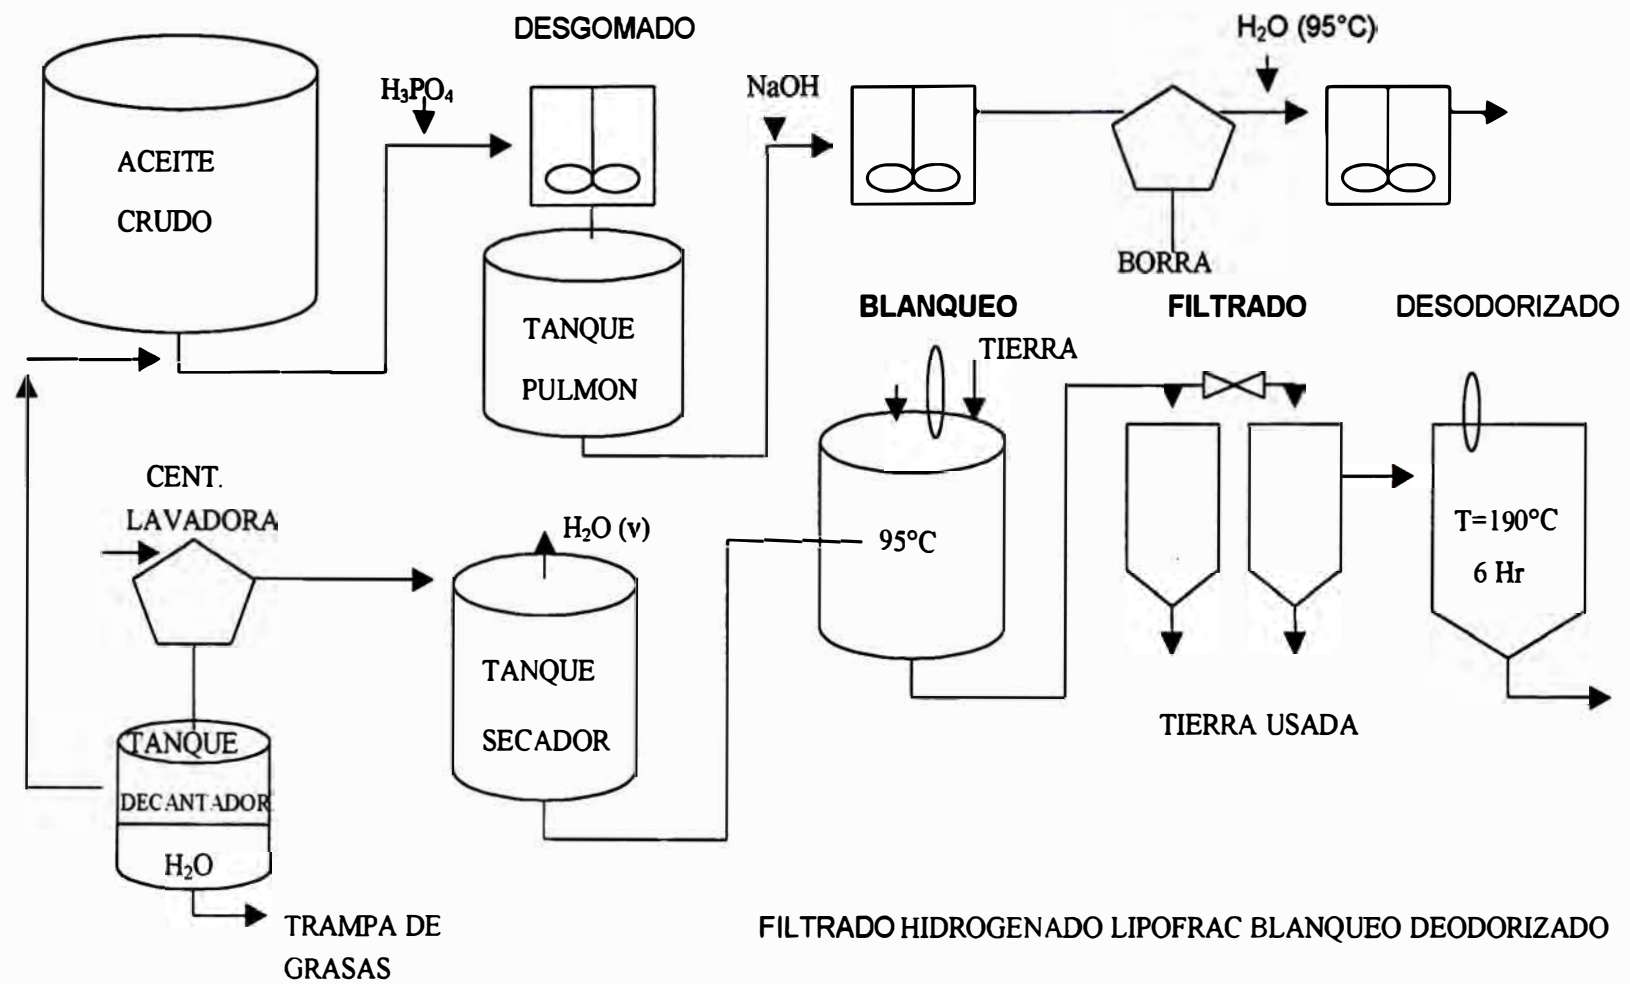 DESGOMADO
H₂O (95°C)
H₃PO₄
NaOH
ACEITE
CRUDO
BORRA
TANQUE
PULMON
BLANQUEO
FILTRADO
DESODORIZADO
TIERRA
CENT.
LAVADORA
H₂O (v)
95°C
T=190°C
6 Hr
TANQUE
SECADOR
TIERRA USADA
TANQUE
DECANTADOR
H₂O
TRAMPA DE
GRASAS
FILTRADO HIDROGENADO LIPOFRAC BLANQUEO DEODORIZADO